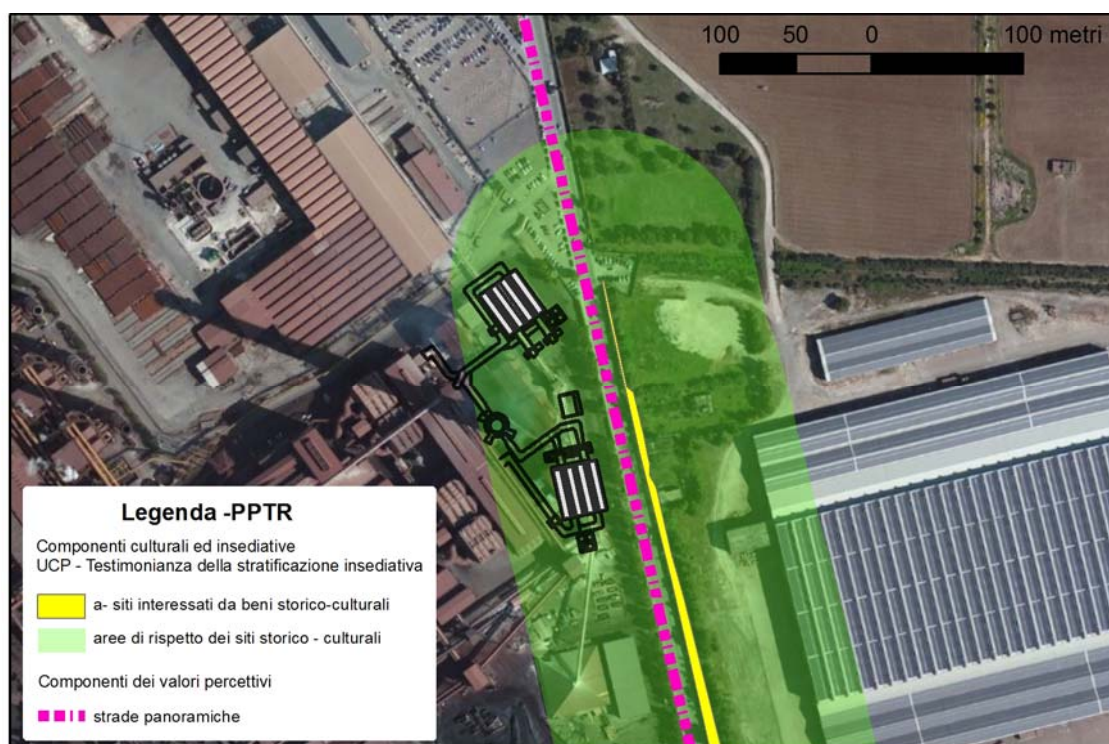 100 50 0 100 metri
Legenda -PPTR
Componenti culturali ed insediative
UCP - Testimonianza della stratificazione insediativa
a- siti interessati da beni storico-culturali
aree di rispetto dei siti storico - culturali
Componenti dei valori percettivi
strade panoramiche